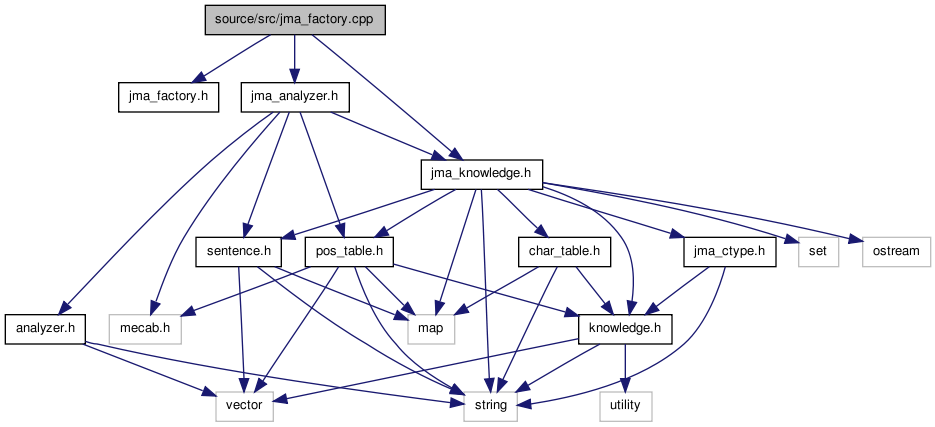 source/src/jma_factory.cpp
jma_factory.h
jma_analyzer.h
jma_knowledge.h
sentence.h
pos_table.h
char_table.h
jma_ctype.h
set
ostream
analyzer.h
mecab.h
map
knowledge.h
vector
string
utility